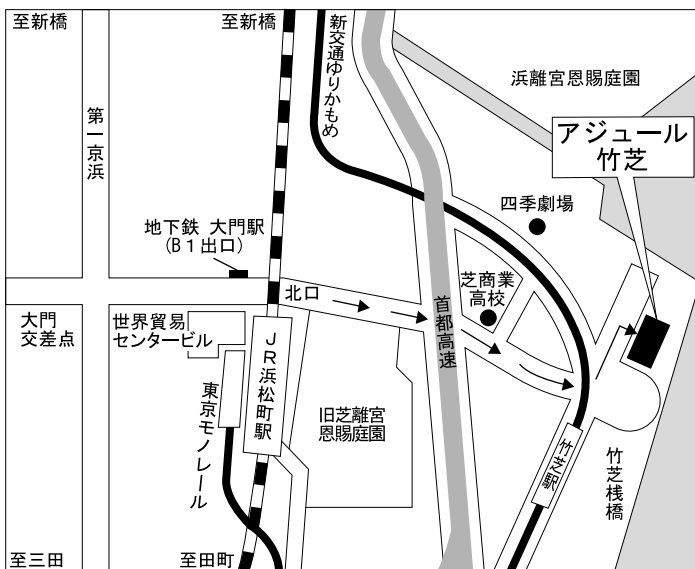 至新橋
至新橋
新交通ゆりかもめ
浜離宮恩賜庭園
第一京浜
アジュール
竹芝
四季劇場
地下鉄 大門駅
(B1出口)
芝商業
高校
北口
首都高速
大門
交差点
世界貿易
センタービル
JR浜松町駅
東京モノレール
旧芝離宮
恩賜庭園
竹芝駅
竹芝桟橋
至三田
至田町